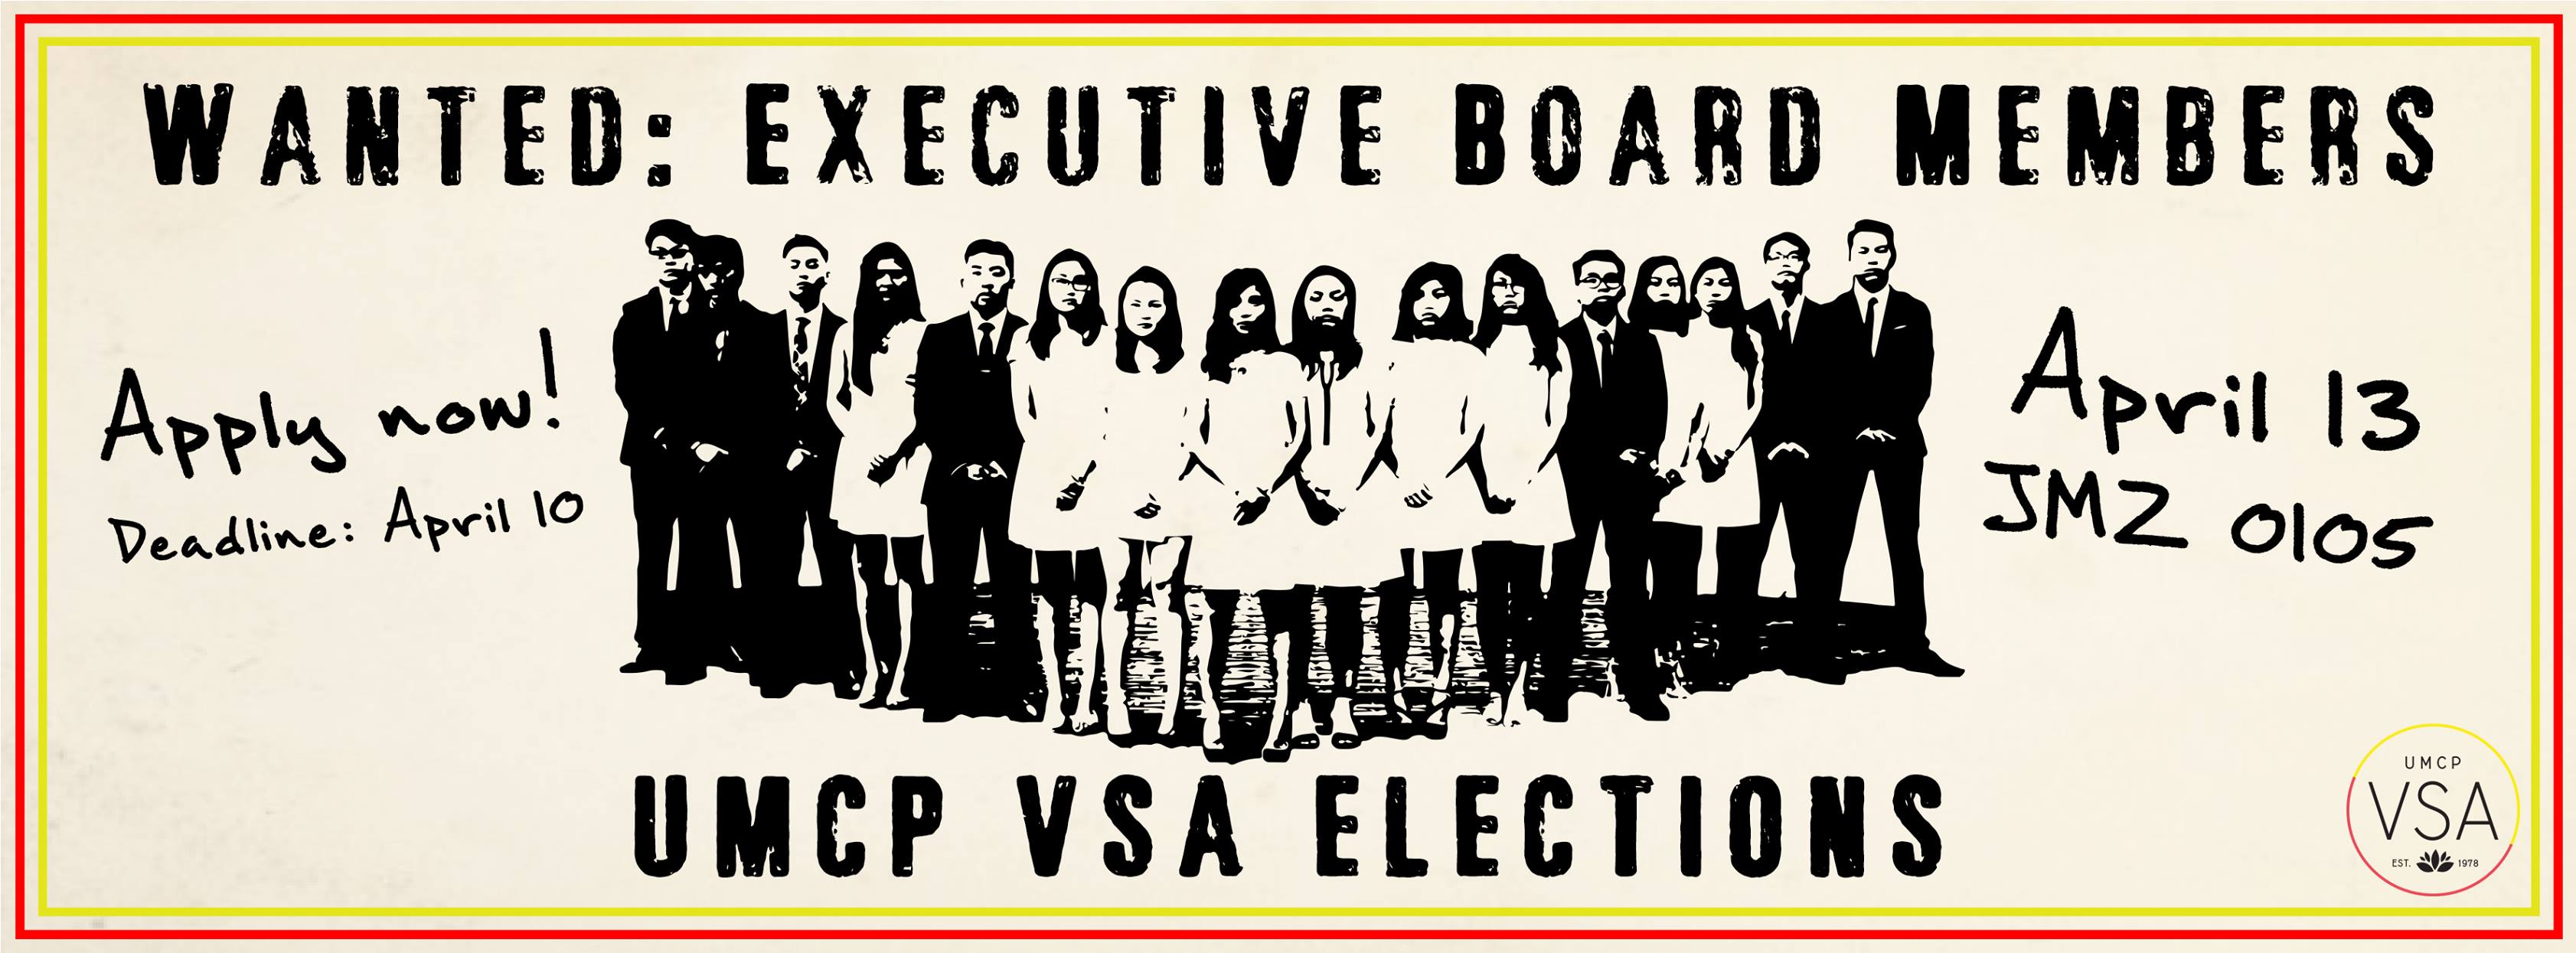 WANTED: EXECUTIVE BOARD MEMBERS
Apply now!
Deadline: April 10
April 13
JMZ 0105
UMCP VSA ELECTIONS
UMCP
VSA
EST. 1978